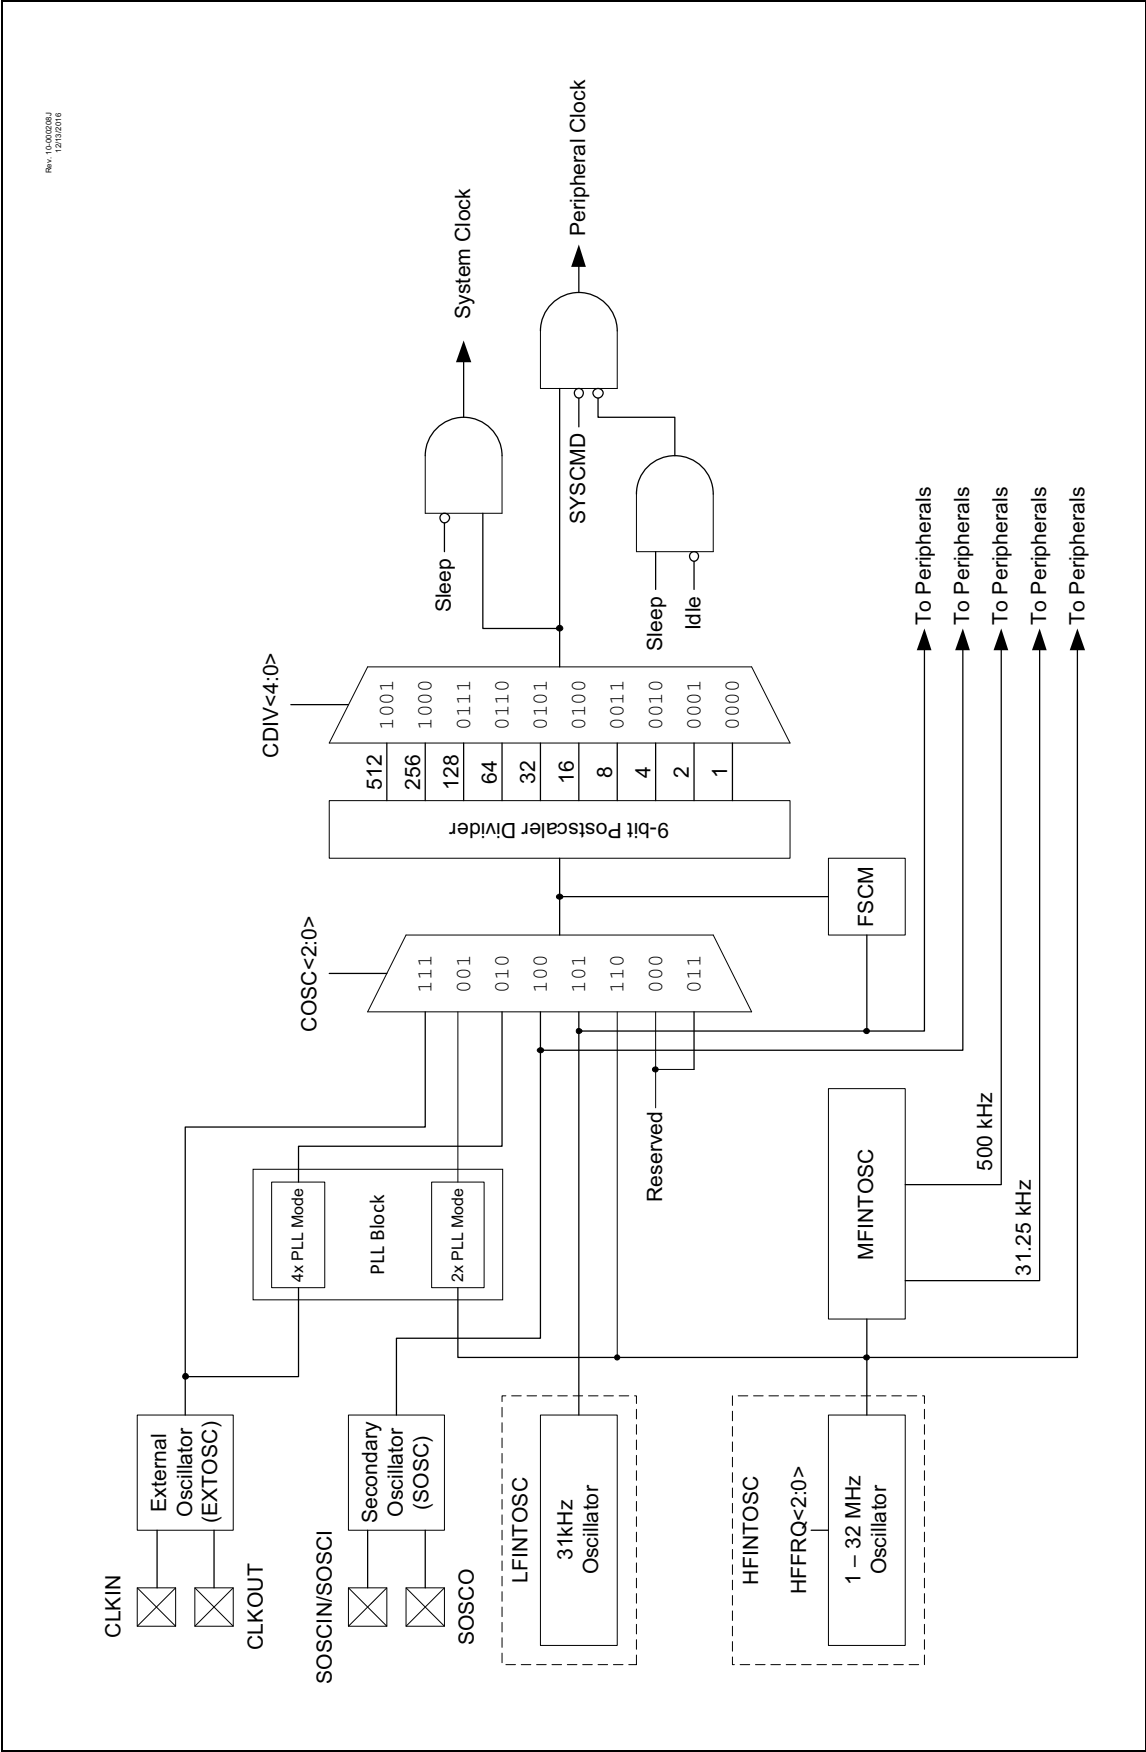 Rev. 10-000208J
12/13/2016
CLKIN
CLKOUT
External
Oscillator
(EXTOSC)
SOSCIN/SOSCI
SOSCO
Secondary
Oscillator
(SOSC)
LFINTOSC
31kHz
Oscillator
HFINTOSC
HFFRQ<2:0>
1 – 32 MHz
Oscillator
4x PLL Mode
PLL Block
2x PLL Mode
Reserved
MFINTOSC
500 kHz
31.25 kHz
COSC<2:0>
111
001
010
100
101
110
000
011
FSCM
9-bit Postscaler Divider
512
256
128
64
32
16
8
4
2
1
CDIV<4:0>
1001
1000
0111
0110
0101
0100
0011
0010
0001
0000
Sleep
System Clock
SYSCMD
Peripheral Clock
Sleep
Idle
To Peripherals
To Peripherals
To Peripherals
To Peripherals
To Peripherals